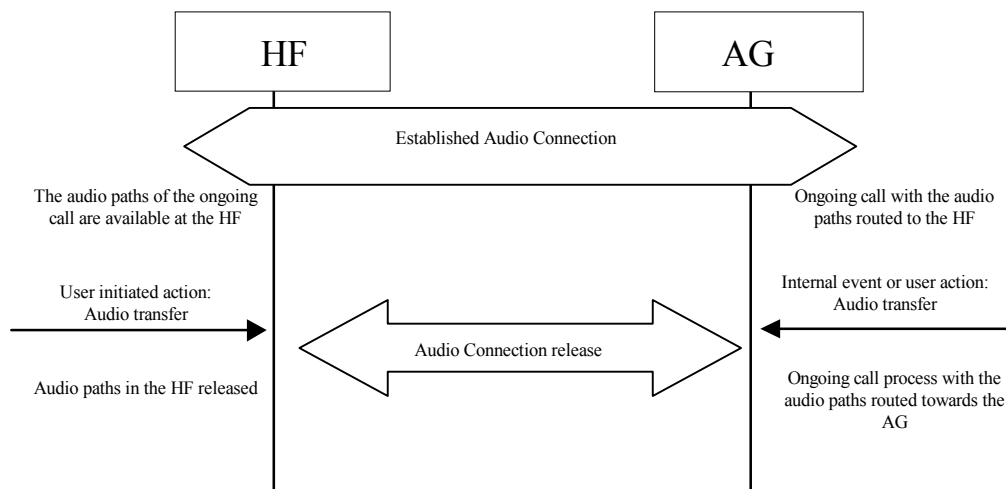 HF
AG
Established Audio Connection
The audio paths of the ongoing
call are available at the HF
Ongoing call with the audio
paths routed to the HF
User initiated action:
Audio transfer
Internal event or user action:
Audio transfer
Audio Connection release
Audio paths in the HF released
Ongoing call process with the
audio paths routed towards the
AG